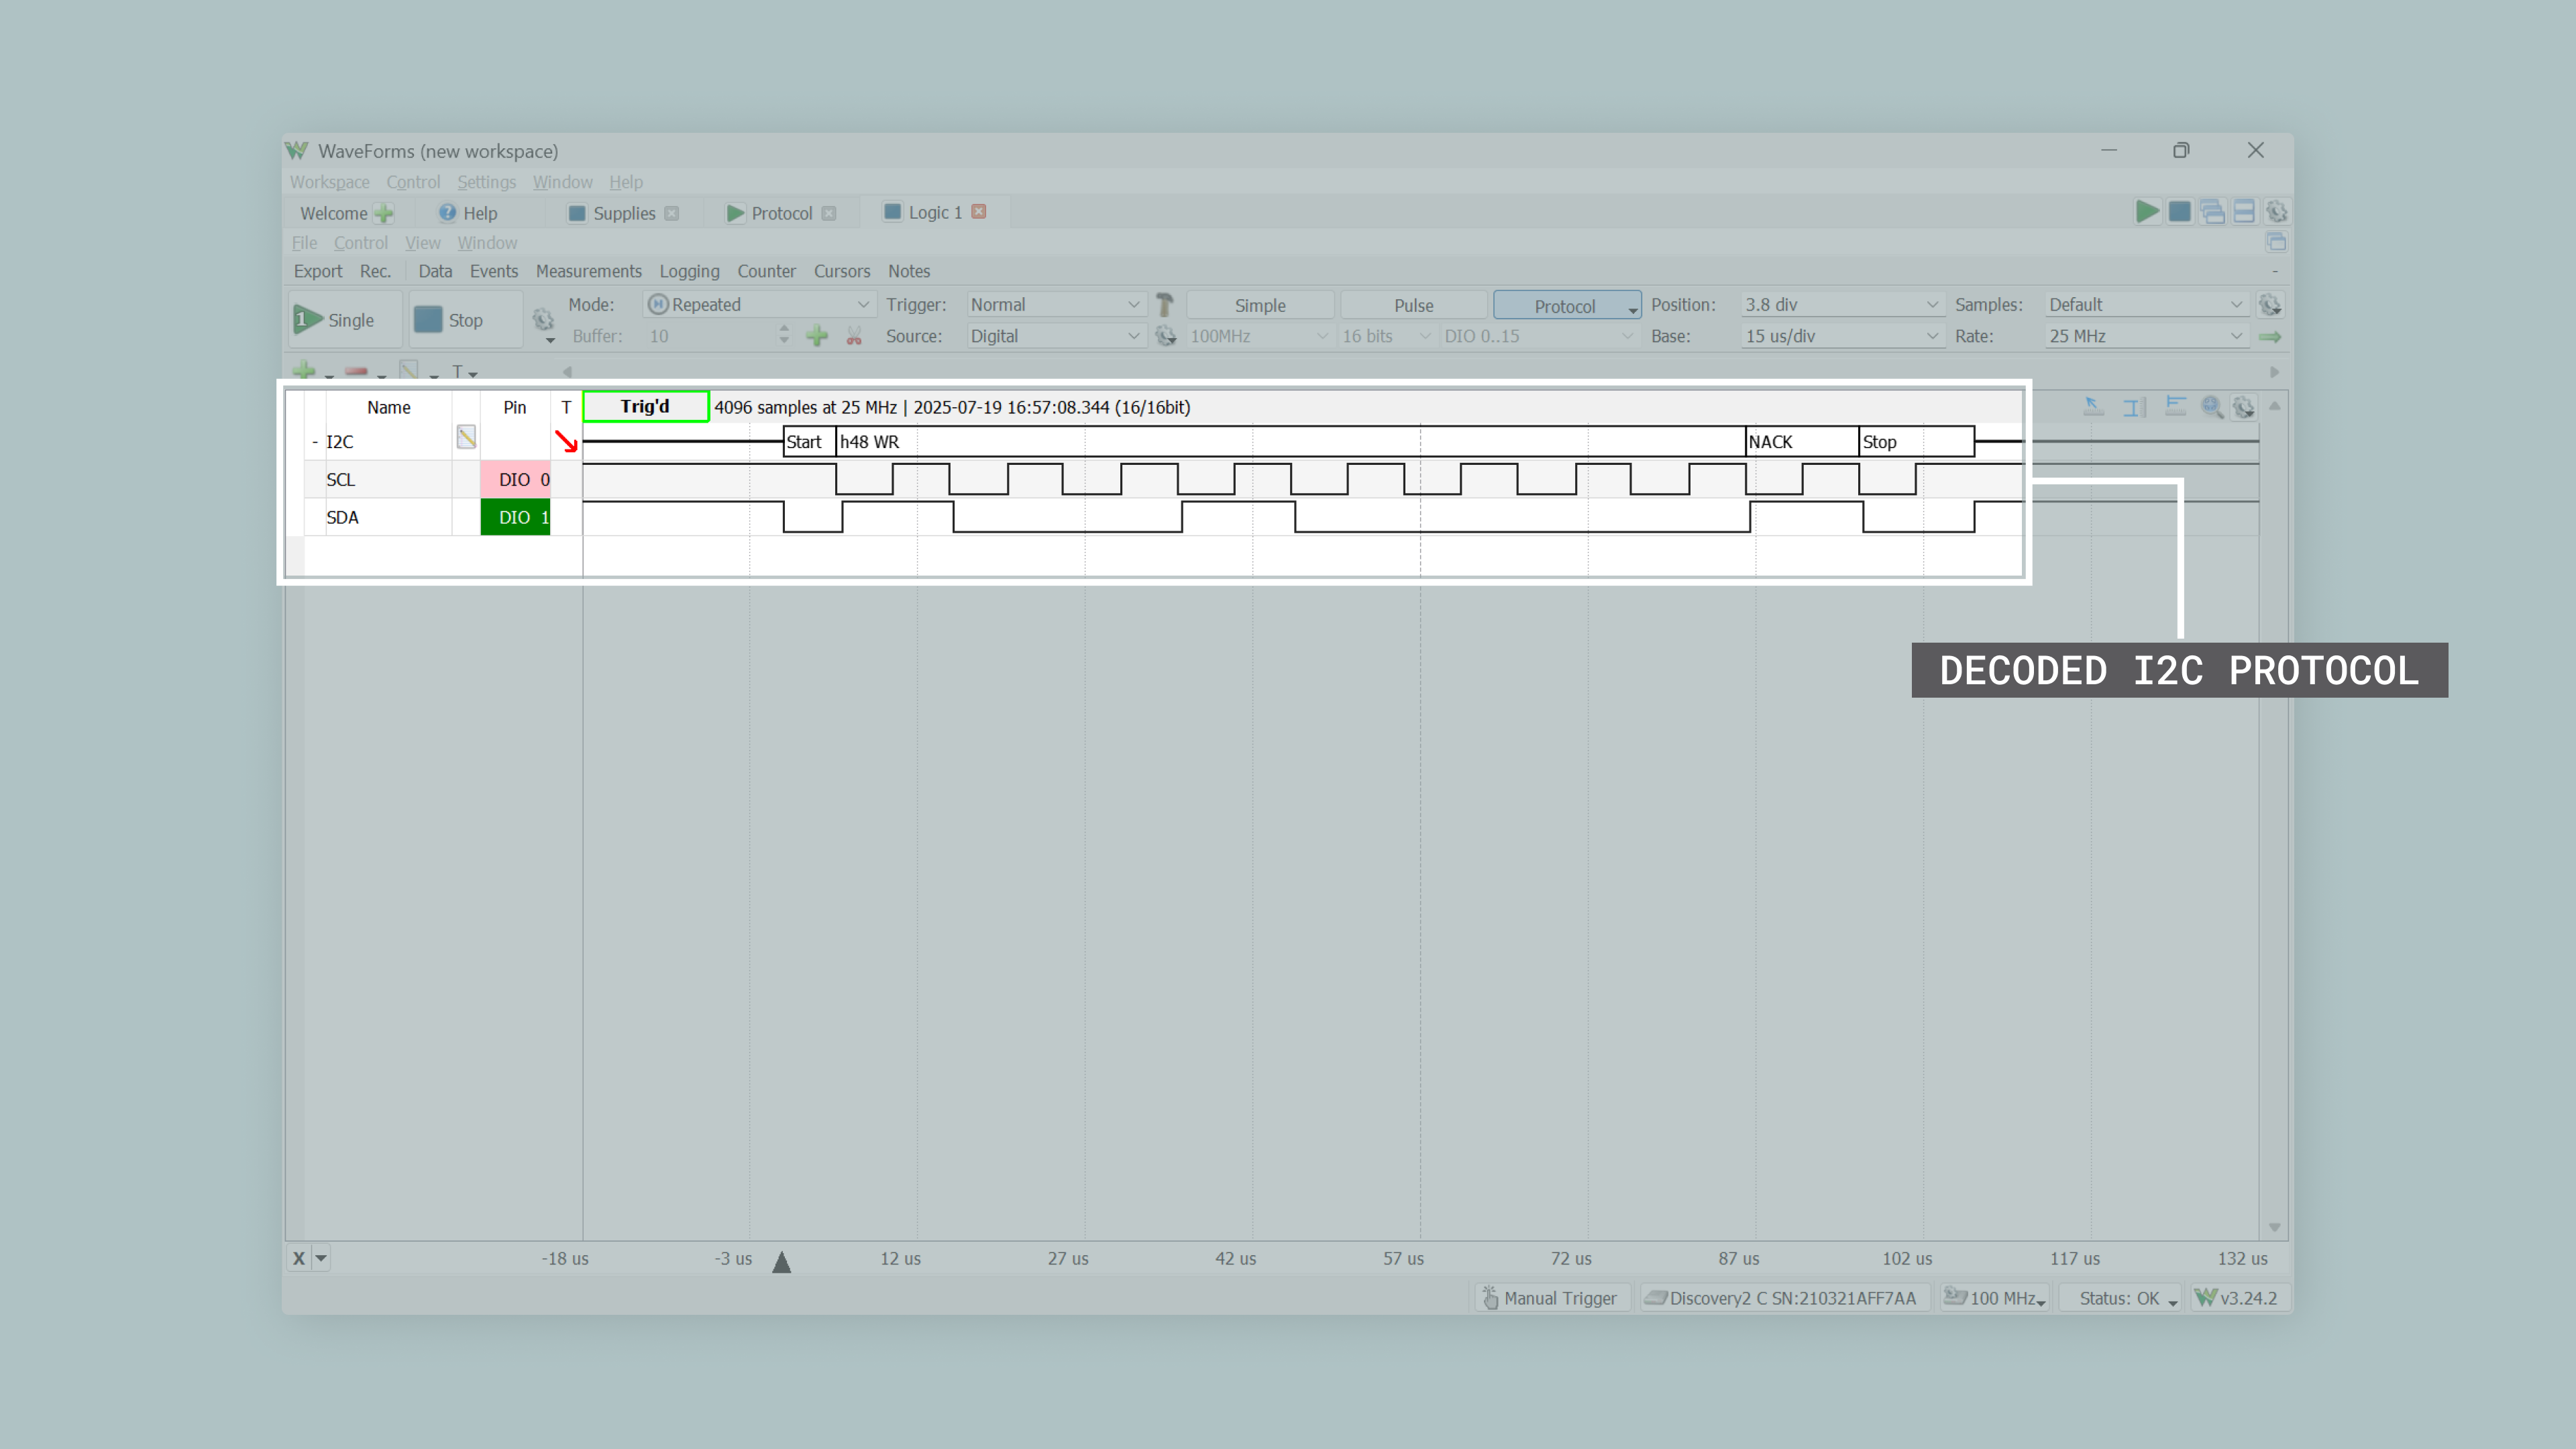 WaveForms (new workspace)
Workspace Control Settings Window Help
Welcome Help Supplies Protocol Logic 1
File Control View Window
Export Rec. Data Events Measurements Logging Counter Cursors Notes -
1 Single Stop Mode: Repeated Trigger: Normal Simple Pulse Protocol Position: 3.8 div Samples: Default
Buffer: 10 Source: Digital 100MHz 16 bits DIO 0..15 Base: 15 us/div Rate: 25 MHz
T
Name Pin T Trig'd 4096 samples at 25 MHz | 2025-07-19 16:57:08.344 (16/16bit)
- I2C Start h48 WR NACK Stop
SCL DIO 0
SDA DIO 1
DECODED I2C PROTOCOL
X -18 us -3 us 12 us 27 us 42 us 57 us 72 us 87 us 102 us 117 us 132 us
Manual Trigger Discovery2 C SN:210321AFF7AA 100 MHz Status: OK v3.24.2